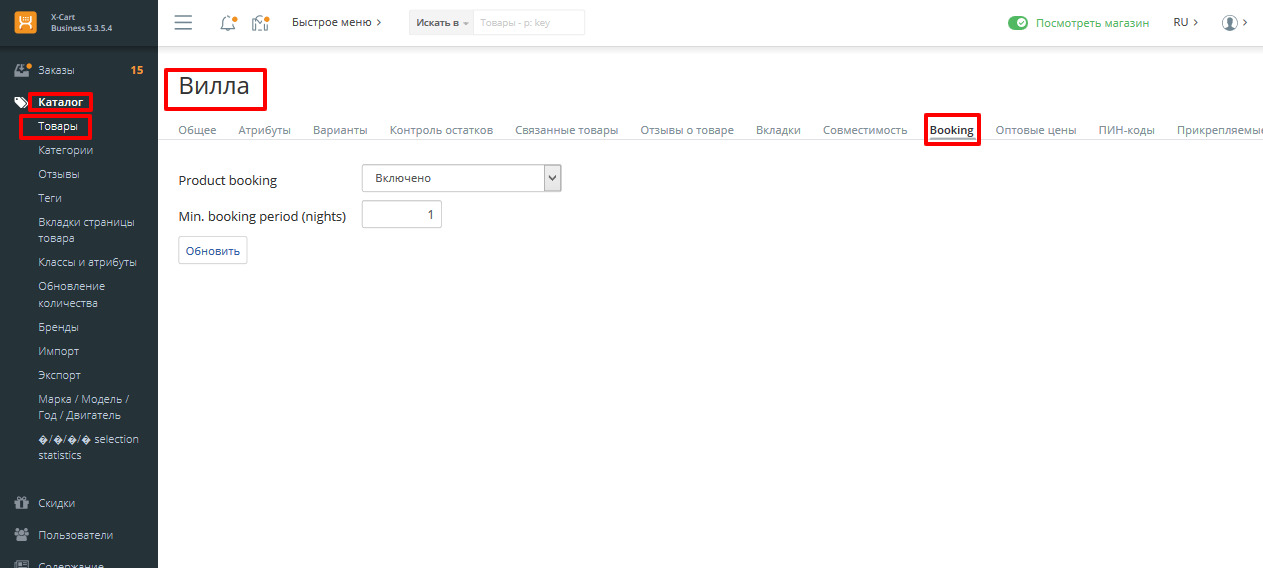 X-Cart
Business 5.3.5.4
Быстрое меню
Искать в
Товары - р: key
Посмотреть магазин
RU
Заказы 15
Каталог
Товары
Категории
Отзывы
Теги
Вкладки страницы
товара
Классы и атрибуты
Обновление
количества
Бренды
Импорт
Экспорт
Марка / Модель /
Год / Двигатель
�/�/�/� selection
statistics
Скидки
Пользователи
Содержание
Вилла
Общее Атрибуты Варианты Контроль остатков Связанные товары Отзывы о товаре Вкладки Совместимость Booking Оптовые цены ПИН-коды Прикрепляемые
Product booking Включено
Min. booking period (nights) 1
Обновить